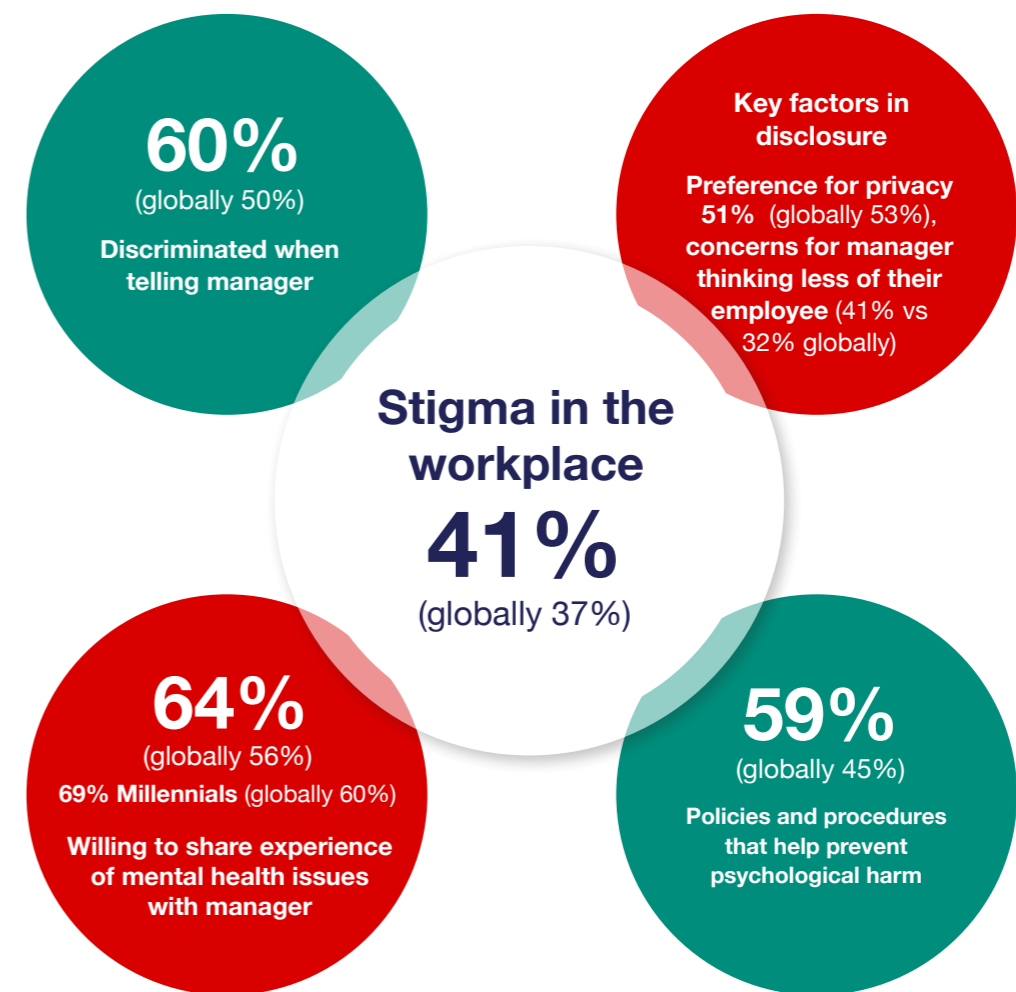 60%
(globally 50%)
Discriminated when
telling manager
Key factors in
disclosure
Preference for privacy
51% (globally 53%),
concerns for manager
thinking less of their
employee (41% vs
32% globally)
Stigma in the
workplace
41%
(globally 37%)
64%
(globally 56%)
69% Millennials (globally 60%)
Willing to share experience
of mental health issues
with manager
59%
(globally 45%)
Policies and procedures
that help prevent
psychological harm